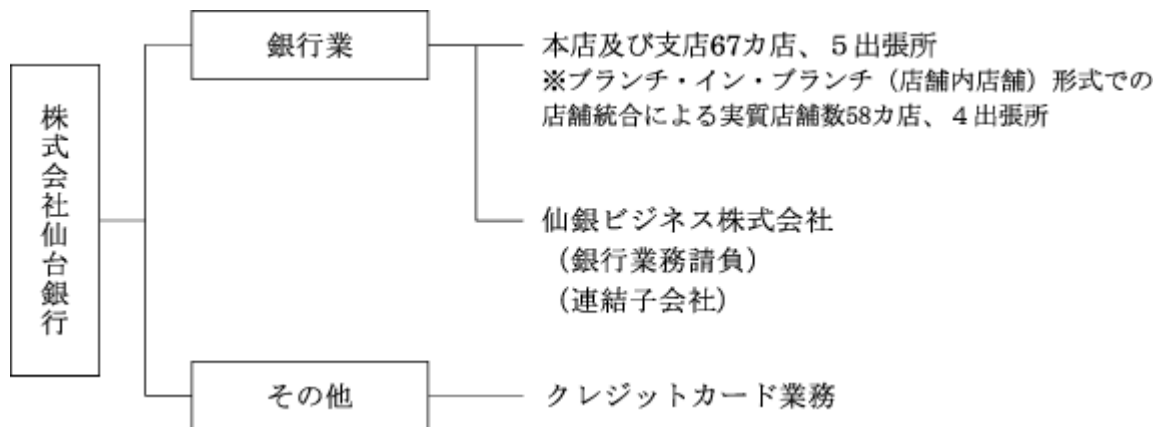 株式会社仙台銀行
銀行業
本店及び支店67カ店、５出張所
※ブランチ・イン・ブランチ（店舗内店舗）形式での
店舗統合による実質店舗数58カ店、４出張所
仙銀ビジネス株式会社
（銀行業務請負）
（連結子会社）
その他
クレジットカード業務